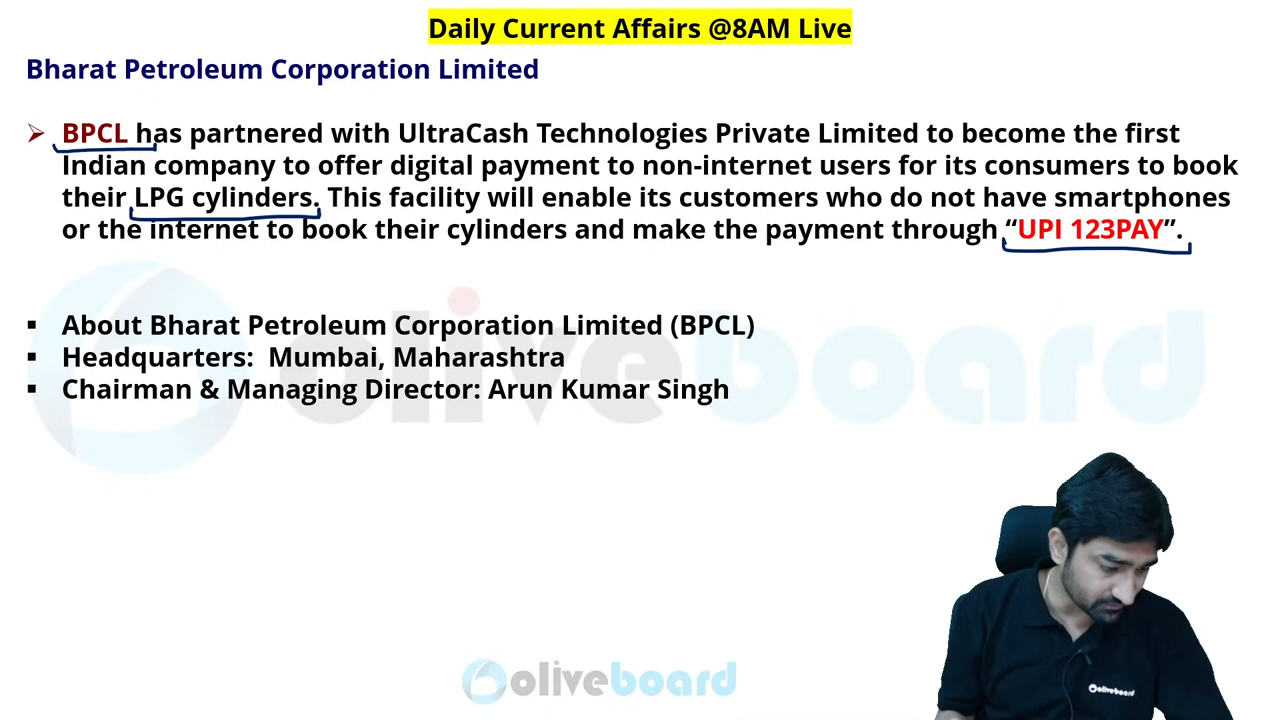 Daily Current Affairs @8AM Live
Bharat Petroleum Corporation Limited
➢ BPCL has partnered with UltraCash Technologies Private Limited to become the first
Indian company to offer digital payment to non-internet users for its consumers to book
their LPG cylinders. This facility will enable its customers who do not have smartphones
or the internet to book their cylinders and make the payment through “UPI 123PAY”.
oliveboard
▪ About Bharat Petroleum Corporation Limited (BPCL)
▪ Headquarters: Mumbai, Maharashtra
▪ Chairman & Managing Director: Arun Kumar Singh
oliveboard
oliveboard